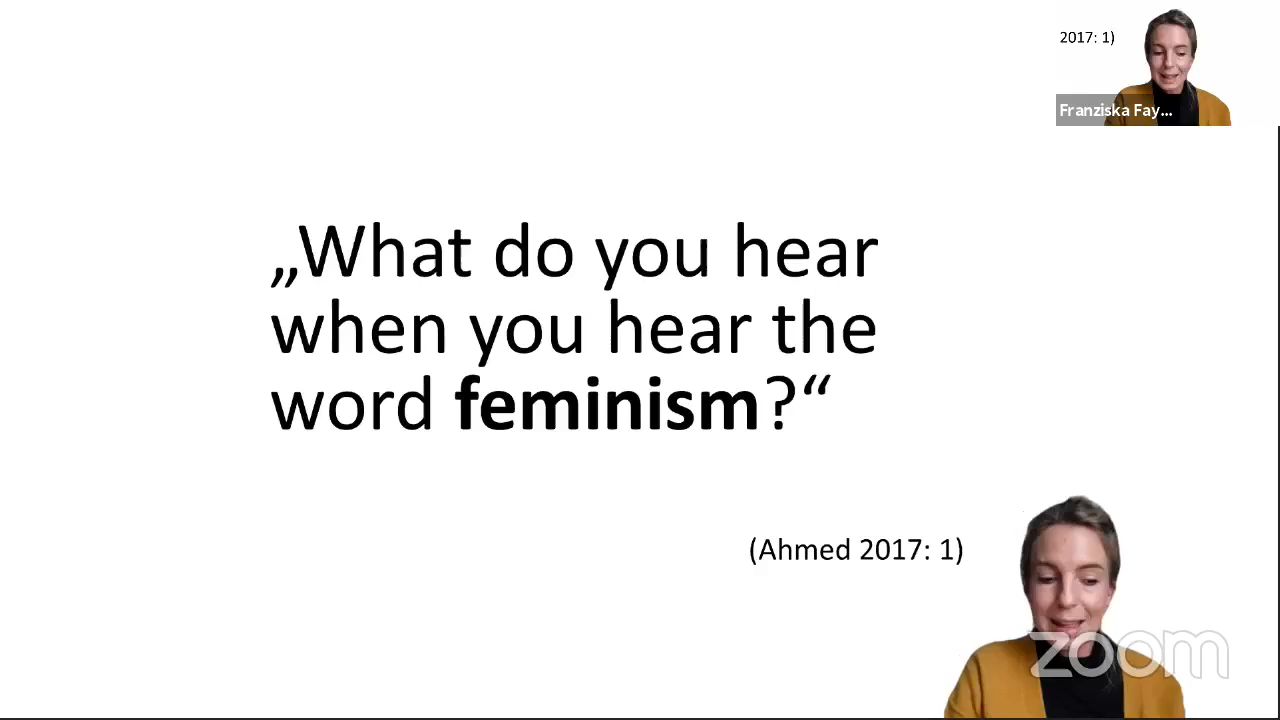 2017: 1)
Franziska Fay...
„What do you hear
when you hear the
word feminism?“
(Ahmed 2017: 1)
zoom